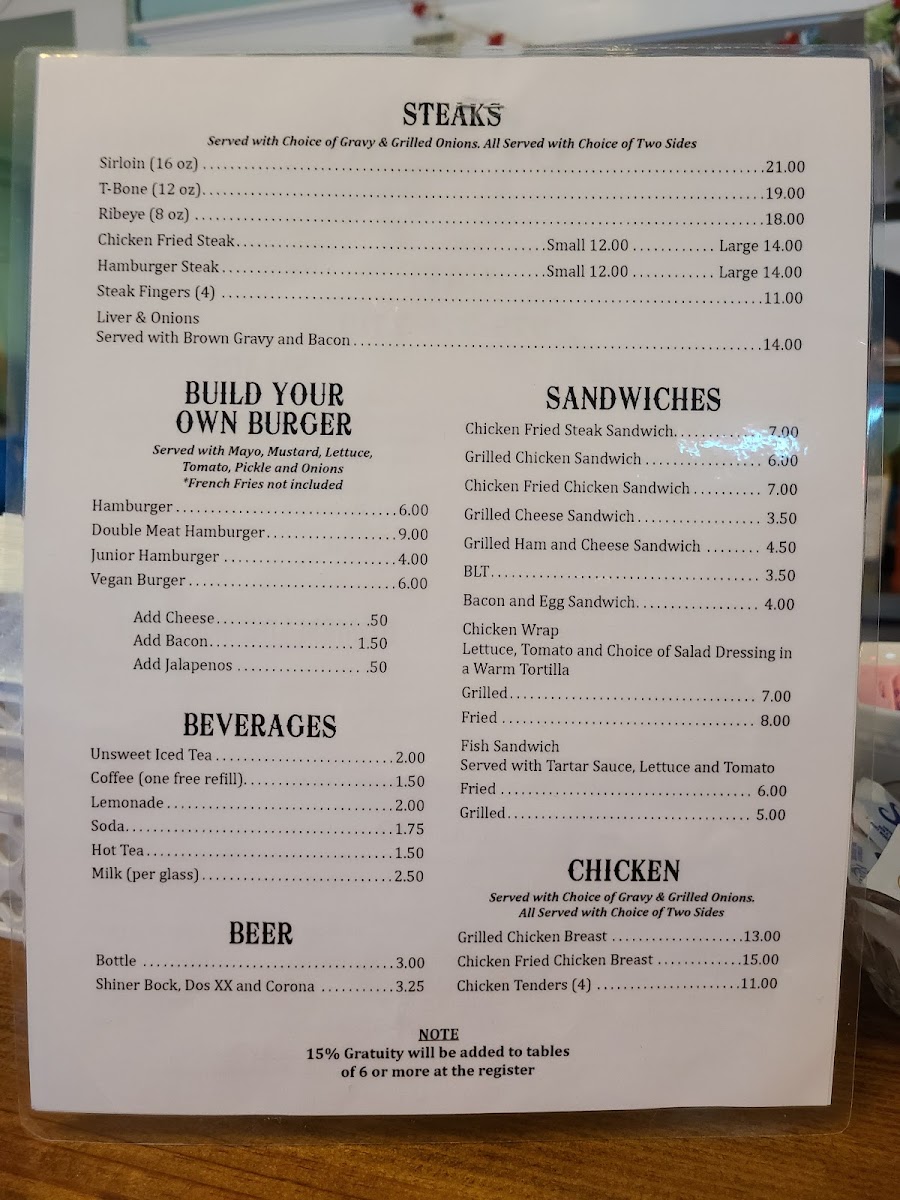 STEAKS
Served with Choice of Gravy & Grilled Onions. All Served with Choice of Two Sides
Sirloin (16 oz) ........ 21.00
T-Bone (12 oz) ........ 19.00
Ribeye (8 oz) ........ 18.00
Chicken Fried Steak ........ Small 12.00 ........ Large 14.00
Hamburger Steak ........ Small 12.00 ........ Large 14.00
Steak Fingers (4) ........ 11.00
Liver & Onions
Served with Brown Gravy and Bacon ........ 14.00
BUILD YOUR
OWN BURGER
Served with Mayo, Mustard, Lettuce,
Tomato, Pickle and Onions
*French Fries not included
Hamburger ........ 6.00
Double Meat Hamburger ........ 9.00
Junior Hamburger ........ 4.00
Vegan Burger ........ 6.00
Add Cheese ........ .50
Add Bacon ........ 1.50
Add Jalapenos ........ .50
BEVERAGES
Unsweet Iced Tea ........ 2.00
Coffee (one free refill) ........ 1.50
Lemonade ........ 2.00
Soda ........ 1.75
Hot Tea ........ 1.50
Milk (per glass) ........ 2.50
BEER
Bottle ........ 3.00
Shiner Bock, Dos XX and Corona ........ 3.25
SANDWICHES
Chicken Fried Steak Sandwich ........ 7.00
Grilled Chicken Sandwich ........ 6.00
Chicken Fried Chicken Sandwich ........ 7.00
Grilled Cheese Sandwich ........ 3.50
Grilled Ham and Cheese Sandwich ........ 4.50
BLT ........ 3.50
Bacon and Egg Sandwich ........ 4.00
Chicken Wrap
Lettuce, Tomato and Choice of Salad Dressing in
a Warm Tortilla
Grilled ........ 7.00
Fried ........ 8.00
Fish Sandwich
Served with Tartar Sauce, Lettuce and Tomato
Fried ........ 6.00
Grilled ........ 5.00
CHICKEN
Served with Choice of Gravy & Grilled Onions.
All Served with Choice of Two Sides
Grilled Chicken Breast ........ 13.00
Chicken Fried Chicken Breast ........ 15.00
Chicken Tenders (4) ........ 11.00
NOTE
15% Gratuity will be added to tables
of 6 or more at the register